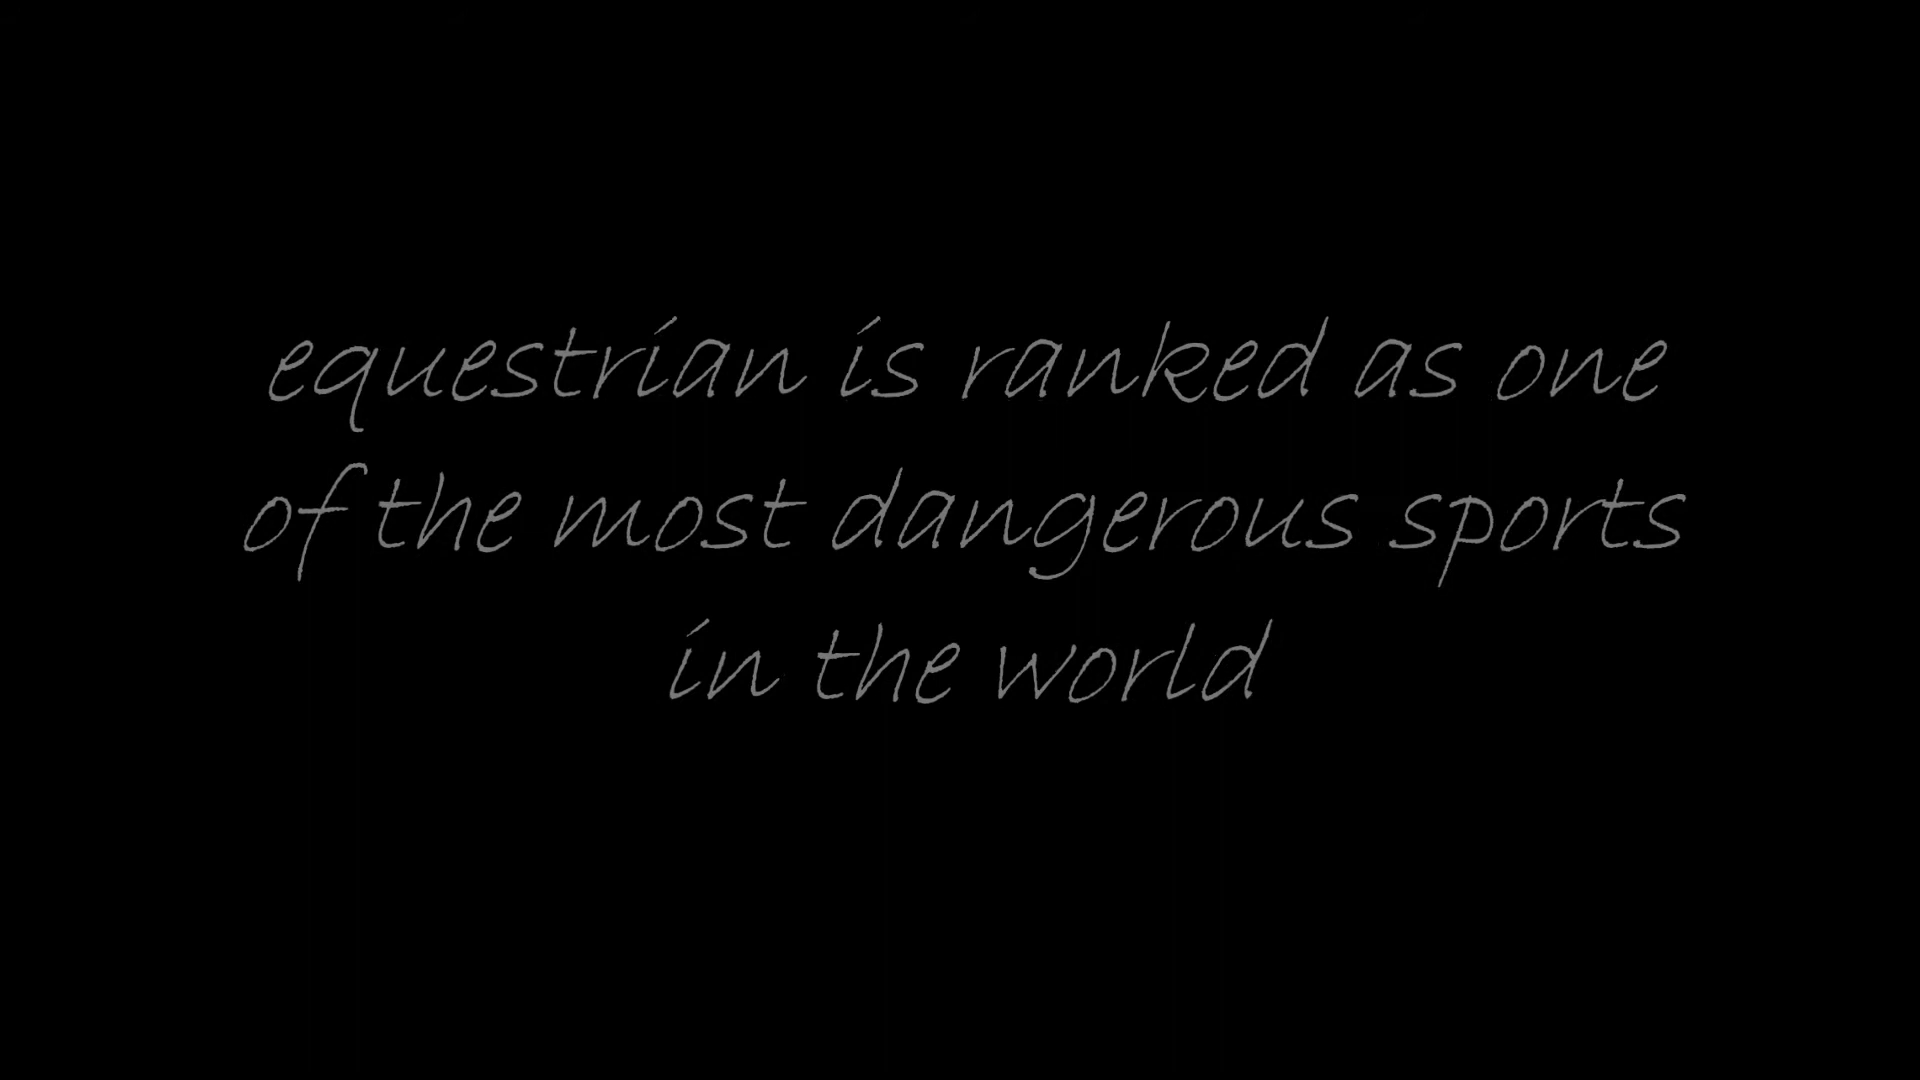 equestrian is ranked as one
of the most dangerous sports
in the world